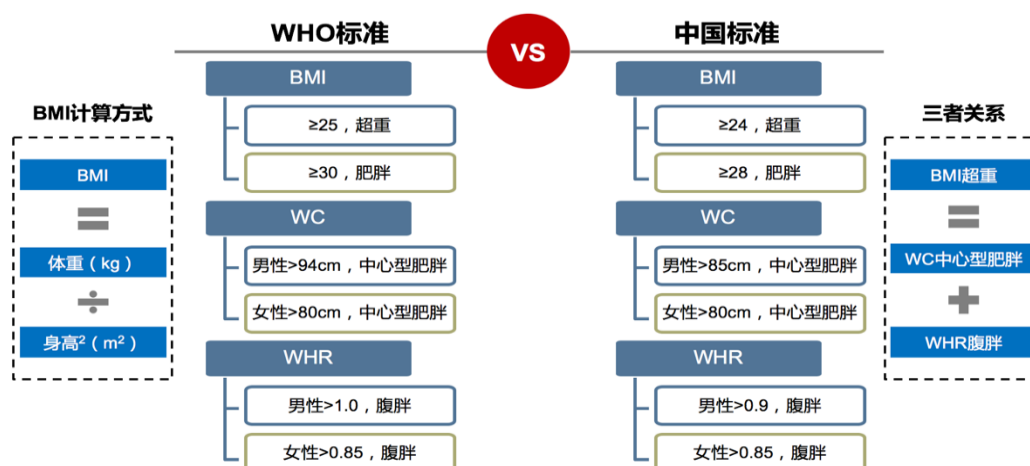 WHO标准
VS
中国标准
BMI计算方式
BMI
=
体重（kg）
÷
身高²（m²）
BMI
≥25，超重
≥30，肥胖
WC
男性>94cm，中心型肥胖
女性>80cm，中心型肥胖
WHR
男性>1.0，腹胖
女性>0.85，腹胖
BMI
≥24，超重
≥28，肥胖
WC
男性>85cm，中心型肥胖
女性>80cm，中心型肥胖
WHR
男性>0.9，腹胖
女性>0.85，腹胖
三者关系
BMI超重
=
WC中心型肥胖
+
WHR腹胖